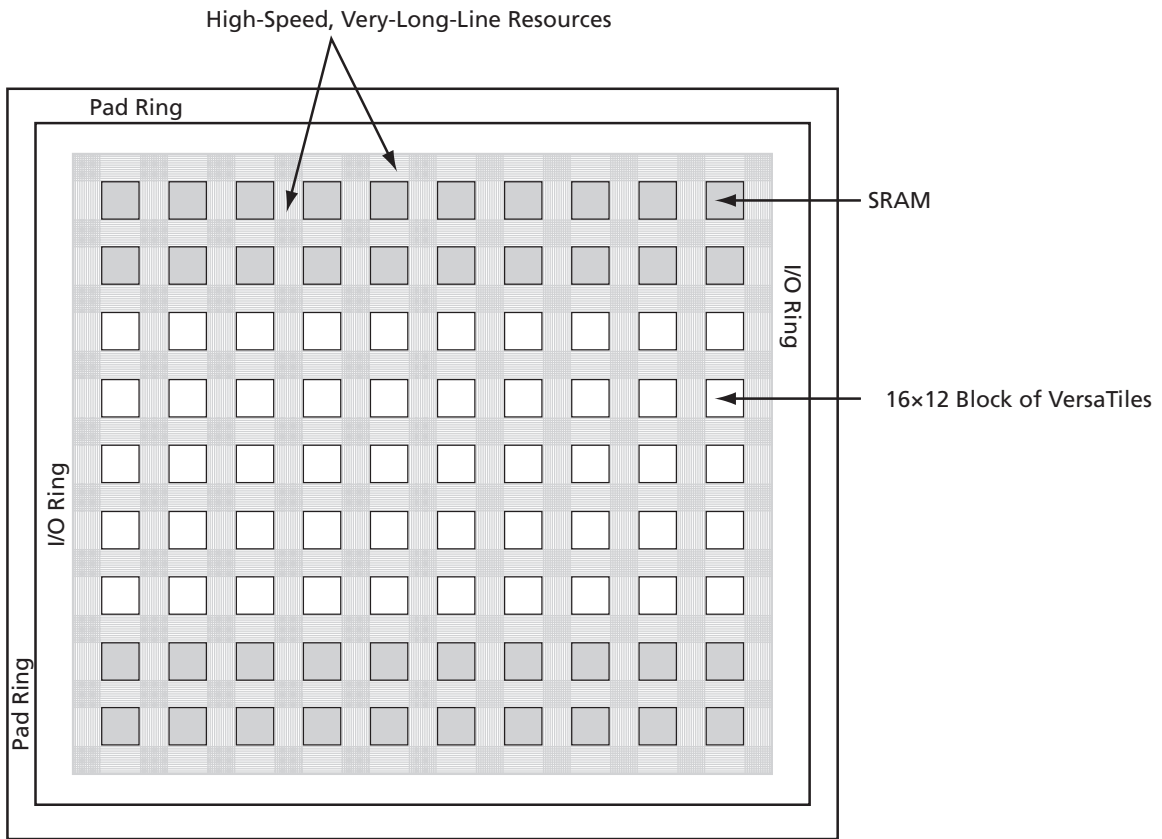 High-Speed, Very-Long-Line Resources
Pad Ring
SRAM
I/O Ring
16×12 Block of VersaTiles
I/O Ring
Pad Ring